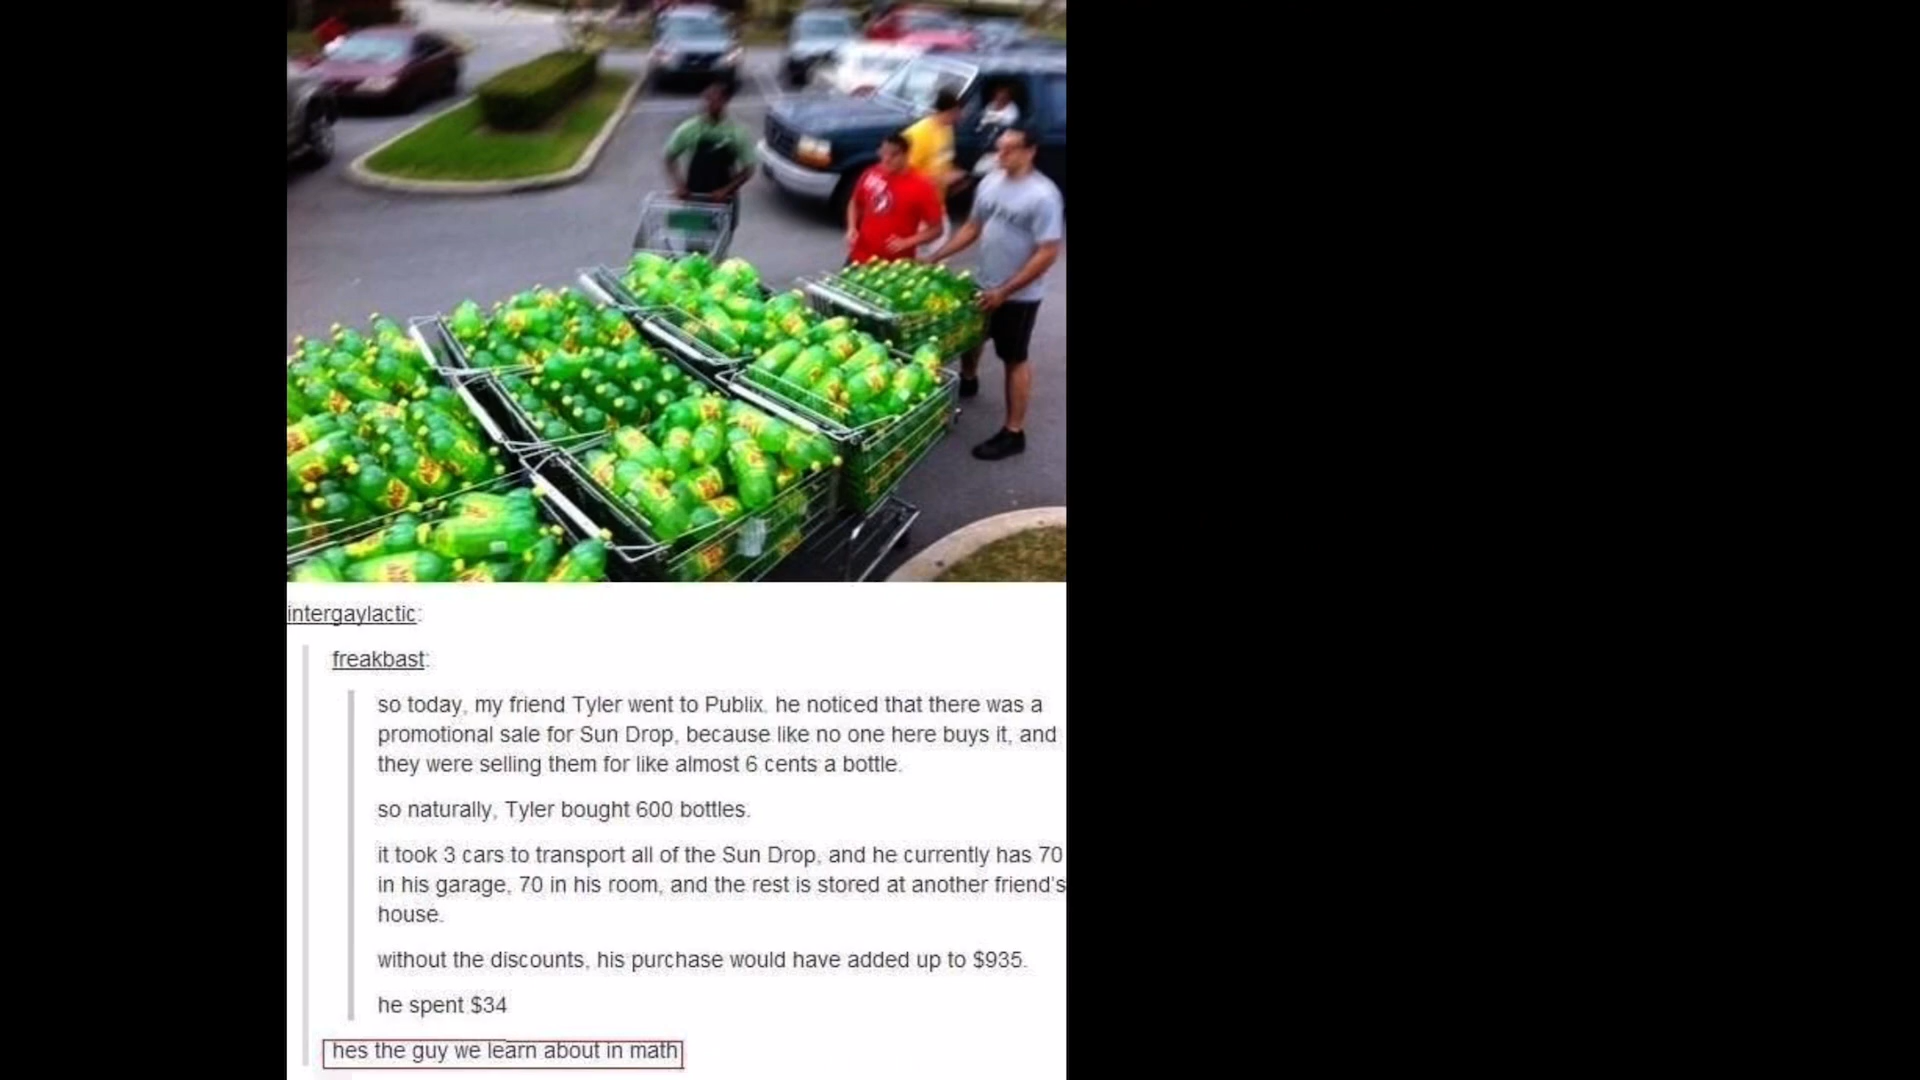 intergaylactic:
freakbast:
so today, my friend Tyler went to Publix. he noticed that there was a
promotional sale for Sun Drop, because like no one here buys it, and
they were selling them for like almost 6 cents a bottle.
so naturally, Tyler bought 600 bottles.
it took 3 cars to transport all of the Sun Drop, and he currently has 70
in his garage, 70 in his room, and the rest is stored at another friend's
house.
without the discounts, his purchase would have added up to $935.
he spent $34
hes the guy we learn about in math